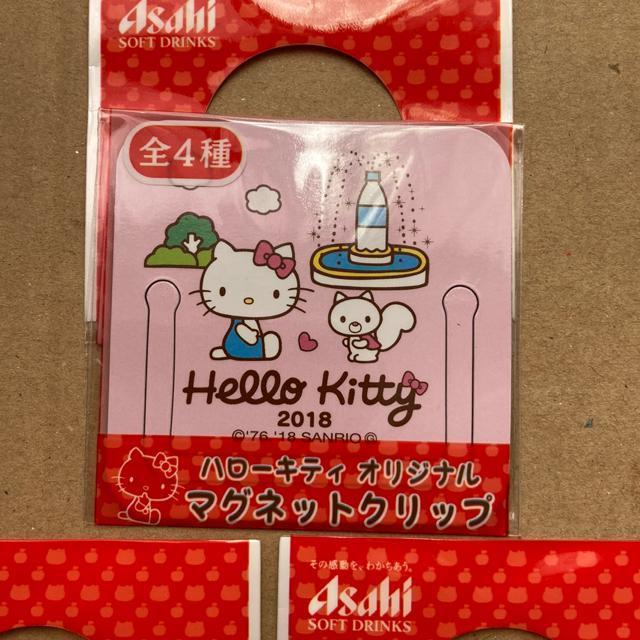 Asahi
SOFT DRINKS
全4種
Hello Kitty
2018
©'76 '18 SANRIO ©
ハローキティ オリジナル
マグネットクリップ
その感動を、わかちあう。
Asahi
SOFT DRINKS